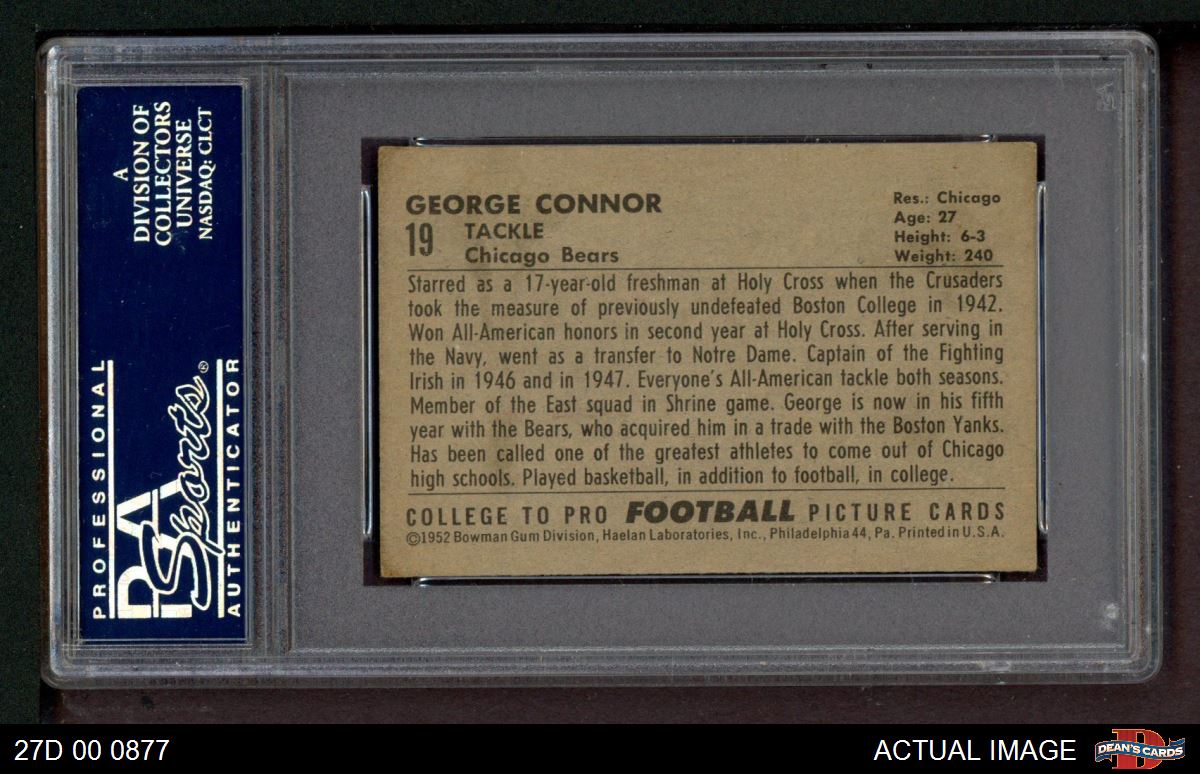 A
DIVISION OF
COLLECTORS
UNIVERSE
NASDAQ: CLCT
PROFESSIONAL
PSA
Sports®
AUTHENTICATOR
GEORGE CONNOR
19
TACKLE
Chicago Bears
Res.: Chicago
Age: 27
Height: 6-3
Weight: 240
Starred as a 17-year-old freshman at Holy Cross when the Crusaders
took the measure of previously undefeated Boston College in 1942.
Won All-American honors in second year at Holy Cross. After serving in
the Navy, went as a transfer to Notre Dame. Captain of the Fighting
Irish in 1946 and in 1947. Everyone's All-American tackle both seasons.
Member of the East squad in Shrine game. George is now in his fifth
year with the Bears, who acquired him in a trade with the Boston Yanks.
Has been called one of the greatest athletes to come out of Chicago
high schools. Played basketball, in addition to football, in college.
COLLEGE TO PRO FOOTBALL PICTURE CARDS
©1952 Bowman Gum Division, Haelan Laboratories, Inc., Philadelphia 44, Pa. Printed in U.S.A.
27D 00 0877
ACTUAL IMAGE
D
DEAN'S CARDS